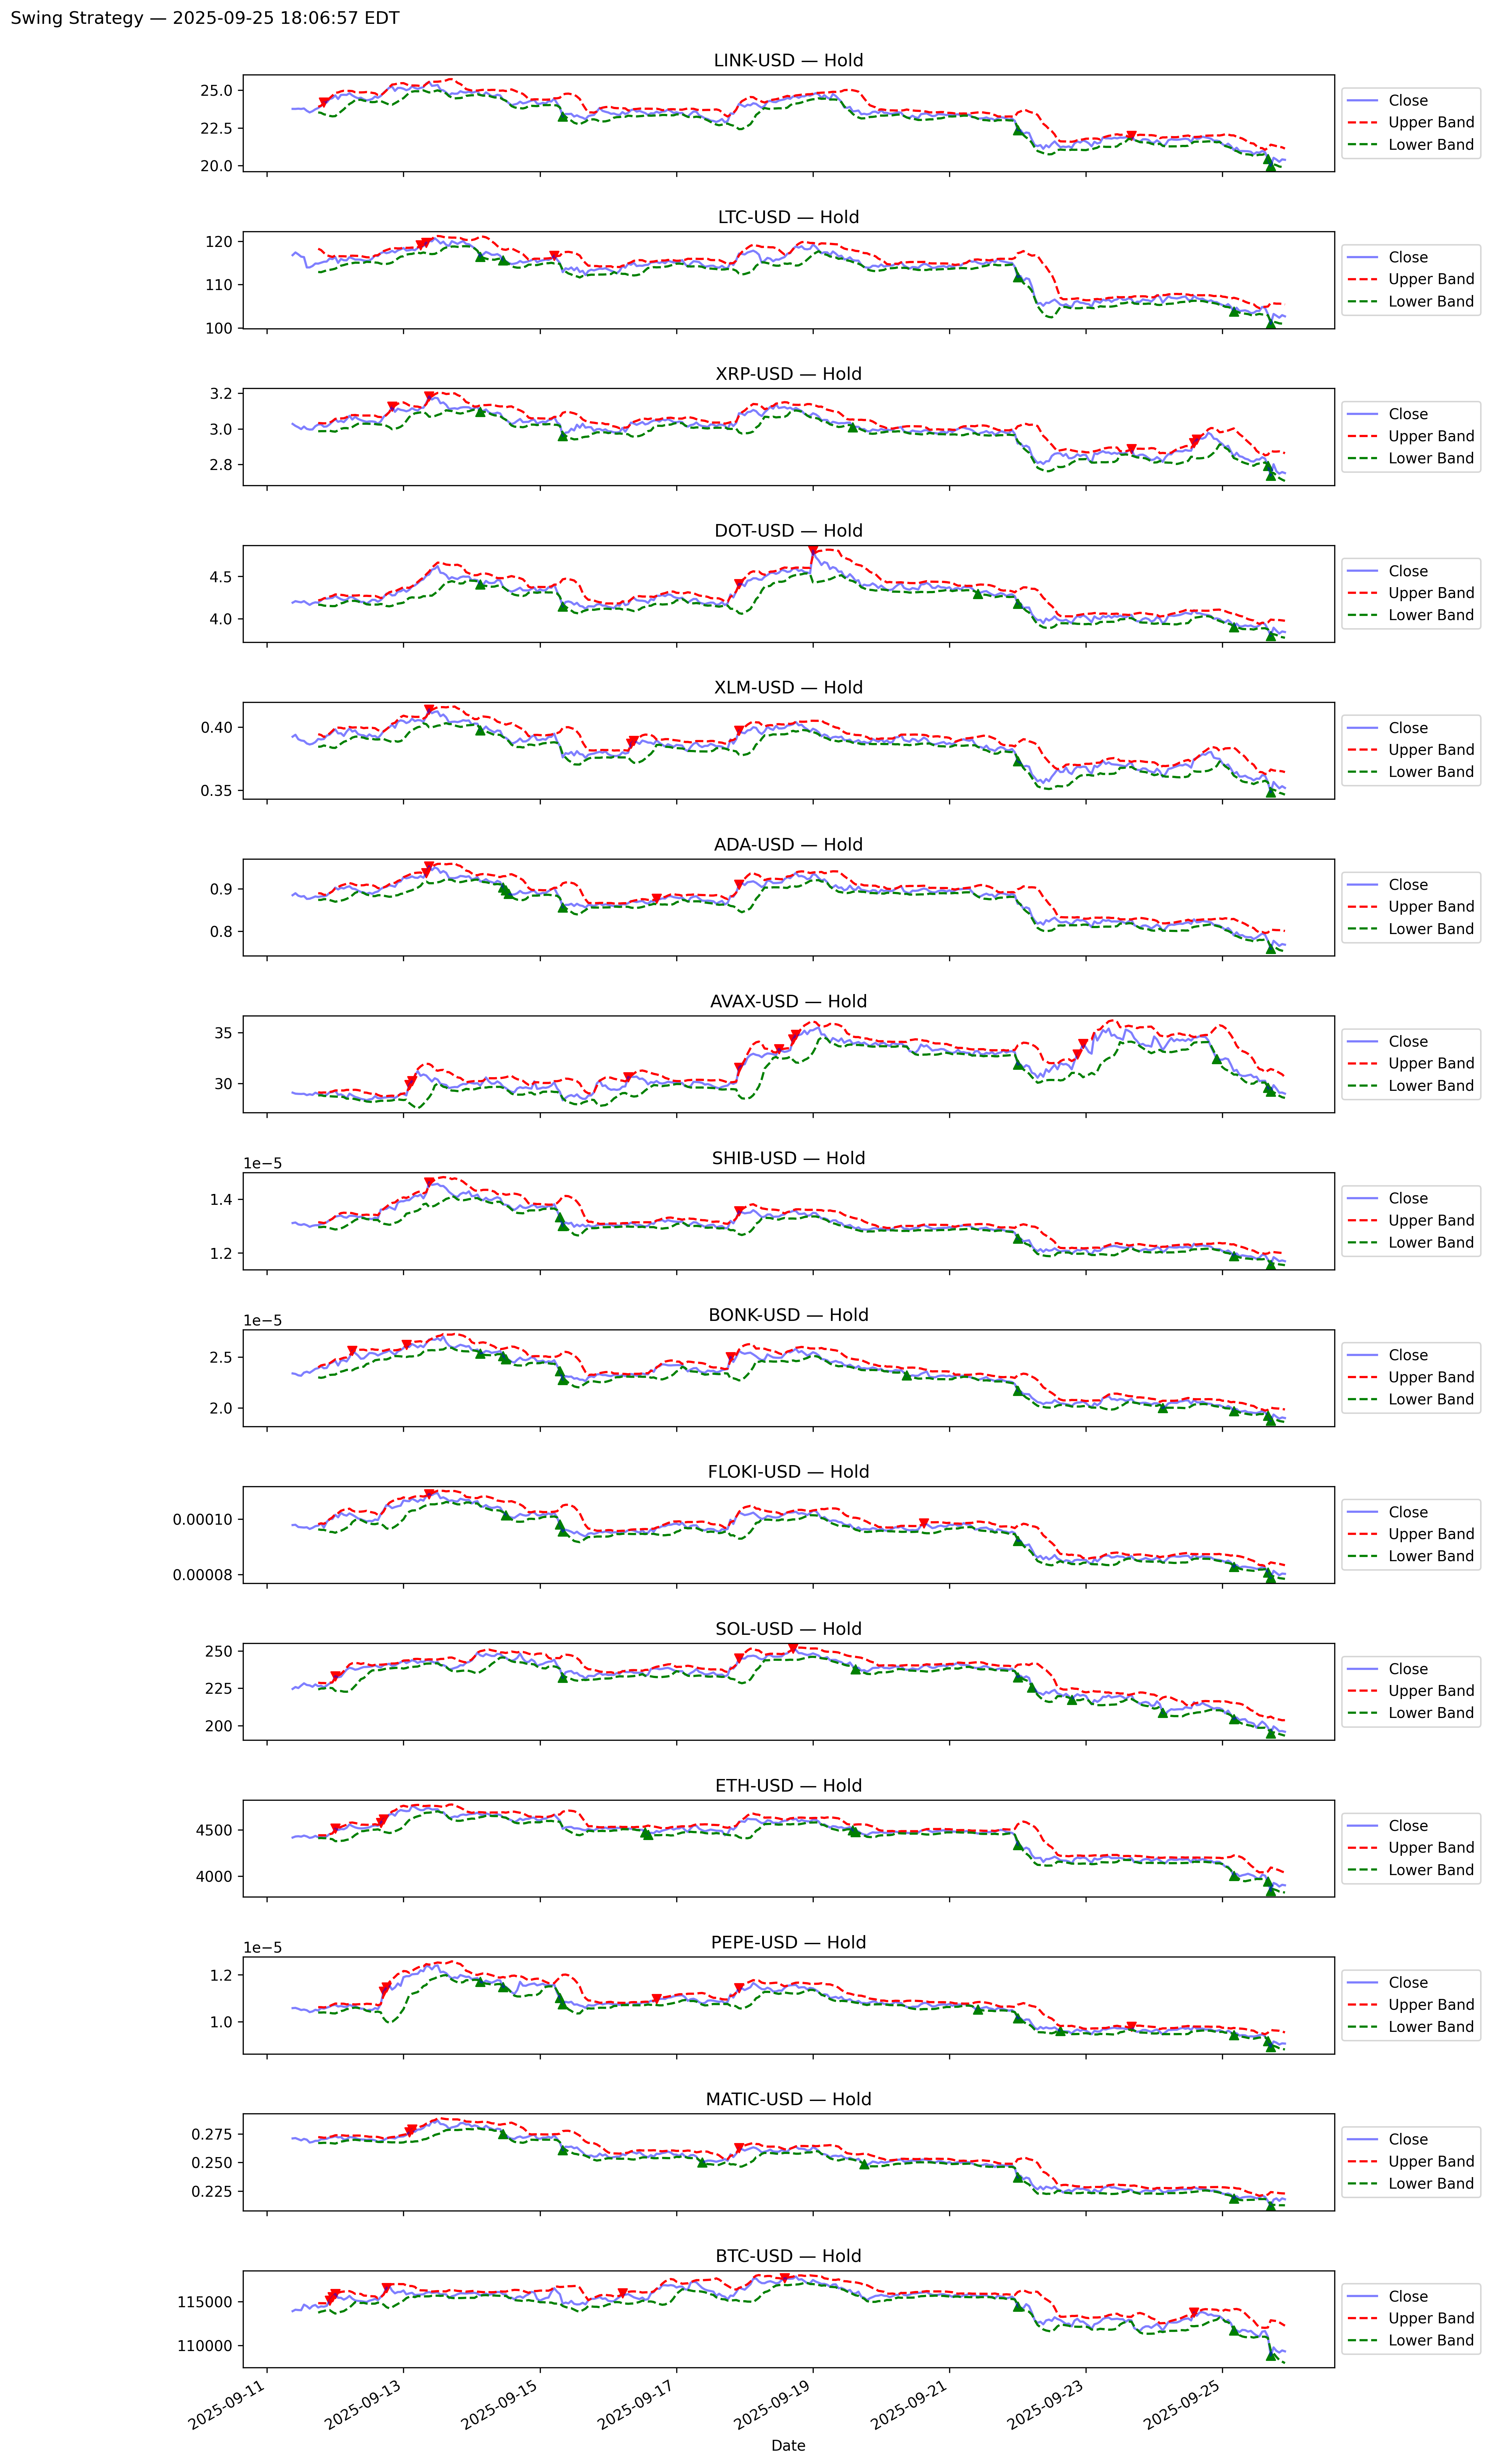 Swing Strategy — 2025-09-25 18:06:57 EDT
LINK-USD — Hold
25.0
22.5
20.0
Close
Upper Band
Lower Band
LTC-USD — Hold
120
110
100
Close
Upper Band
Lower Band
XRP-USD — Hold
3.2
3.0
2.8
Close
Upper Band
Lower Band
DOT-USD — Hold
4.5
4.0
Close
Upper Band
Lower Band
XLM-USD — Hold
0.40
0.35
Close
Upper Band
Lower Band
ADA-USD — Hold
0.9
0.8
Close
Upper Band
Lower Band
AVAX-USD — Hold
35
30
Close
Upper Band
Lower Band
SHIB-USD — Hold
1e−5
1.4
1.2
Close
Upper Band
Lower Band
BONK-USD — Hold
1e−5
2.5
2.0
Close
Upper Band
Lower Band
FLOKI-USD — Hold
0.00010
0.00008
Close
Upper Band
Lower Band
SOL-USD — Hold
250
225
200
Close
Upper Band
Lower Band
ETH-USD — Hold
4500
4000
Close
Upper Band
Lower Band
PEPE-USD — Hold
1e−5
1.2
1.0
Close
Upper Band
Lower Band
MATIC-USD — Hold
0.275
0.250
0.225
Close
Upper Band
Lower Band
BTC-USD — Hold
115000
110000
Close
Upper Band
Lower Band
2025-09-11
2025-09-13
2025-09-15
2025-09-17
2025-09-19
2025-09-21
2025-09-23
2025-09-25
Date